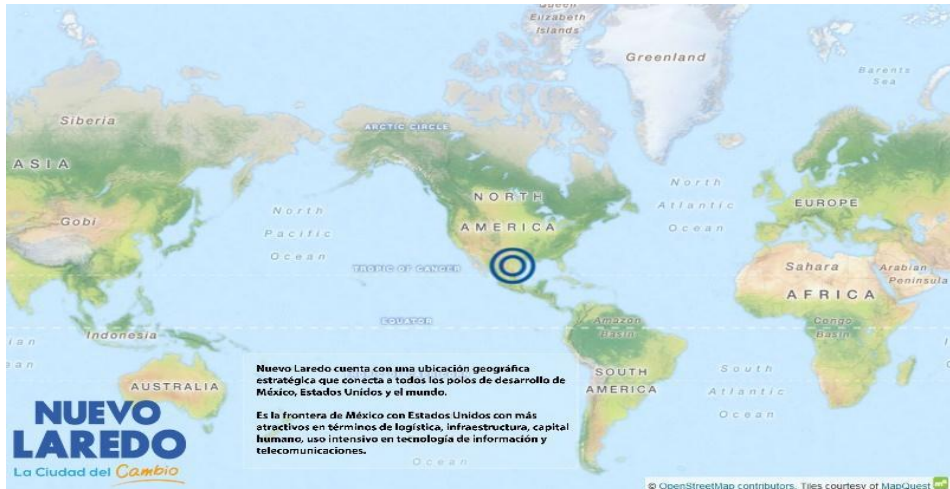 Queen
Elizabeth
Islands
Greenland
Barents
Sea
Siberia
ARCTIC CIRCLE
ASIA
North
Pacific
Ocean
NORTH
AMERICA
North
Atlantic
Ocean
EUROPE
Gobi
TROPIC OF CANCER
Sahara
Arabian
Peninsula
AFRICA
EQUATOR
Amazon
Basin
Congo
Basin
Indonesia
SOUTH
AMERICA
South
Atlantic
Ocean
AUSTRALIA
Nuevo Laredo cuenta con una ubicación geográfica
estratégica que conecta a todos los polos de desarrollo de
México, Estados Unídos y el mundo.
Es la frontera de México con Estados Unidos con más
atractivos en términos de logística, infraestructura, capital
humano, uso intensivo en tecnología de información y
telecomunicaciones.
Ocean
NUEVO
LAREDO
La Ciudad del Cambio
© OpenStreetMap contributors. Tiles courtesy of MapQuest